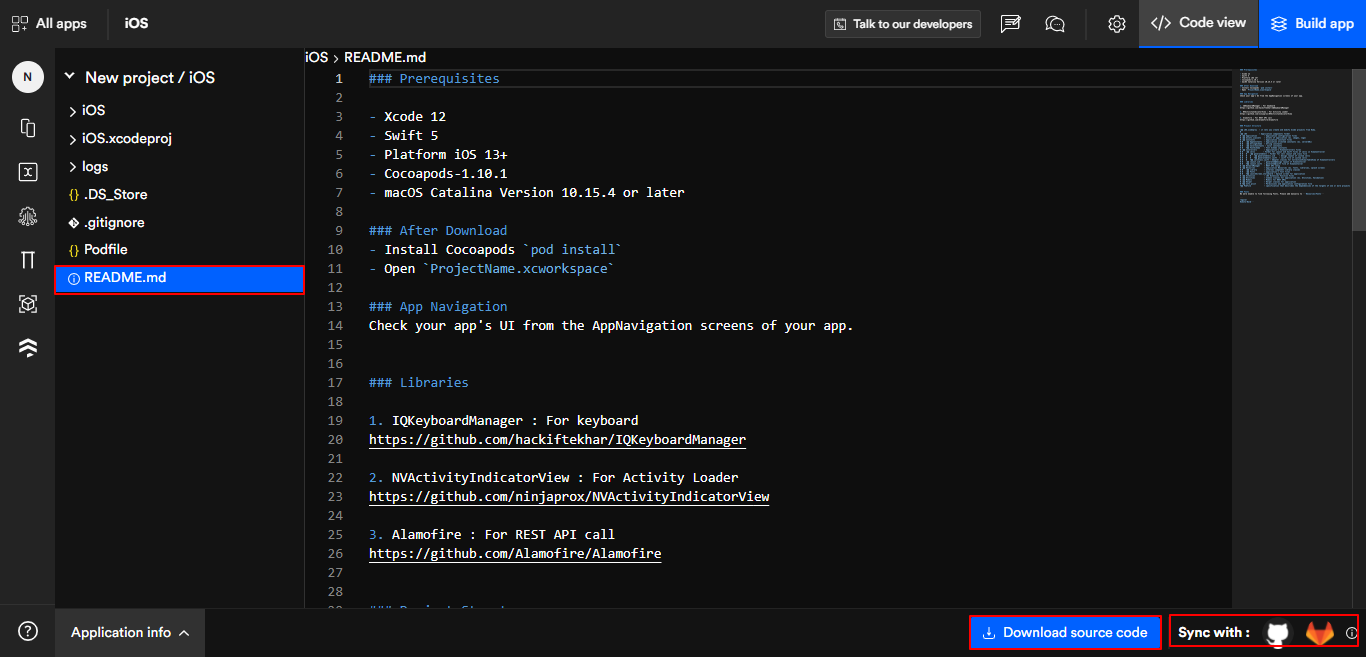 All apps
iOS
Talk to our developers
</> Code view
Build app
N
New project / iOS
iOS
iOS.xcodeproj
logs
{} .DS_Store
.gitignore
{} Podfile
README.md
iOS > README.md
1 ### Prerequisites
2
3 - Xcode 12
4 - Swift 5
5 - Platform iOS 13+
6 - Cocoapods-1.10.1
7 - macOS Catalina Version 10.15.4 or later
8
9 ### After Download
10 - Install Cocoapods `pod install`
11 - Open `ProjectName.xcworkspace`
12
13 ### App Navigation
14 Check your app's UI from the AppNavigation screens of your app.
15
16
17 ### Libraries
18
19 1. IQKeyboardManager : For keyboard
20 https://github.com/hackiftekhar/IQKeyboardManager
21
22 2. NVActivityIndicatorView : For Activity Loader
23 https://github.com/ninjaprox/NVActivityIndicatorView
24
25 3. Alamofire : For REST API call
26 https://github.com/Alamofire/Alamofire
27
28
Application info
Download source code
Sync with :